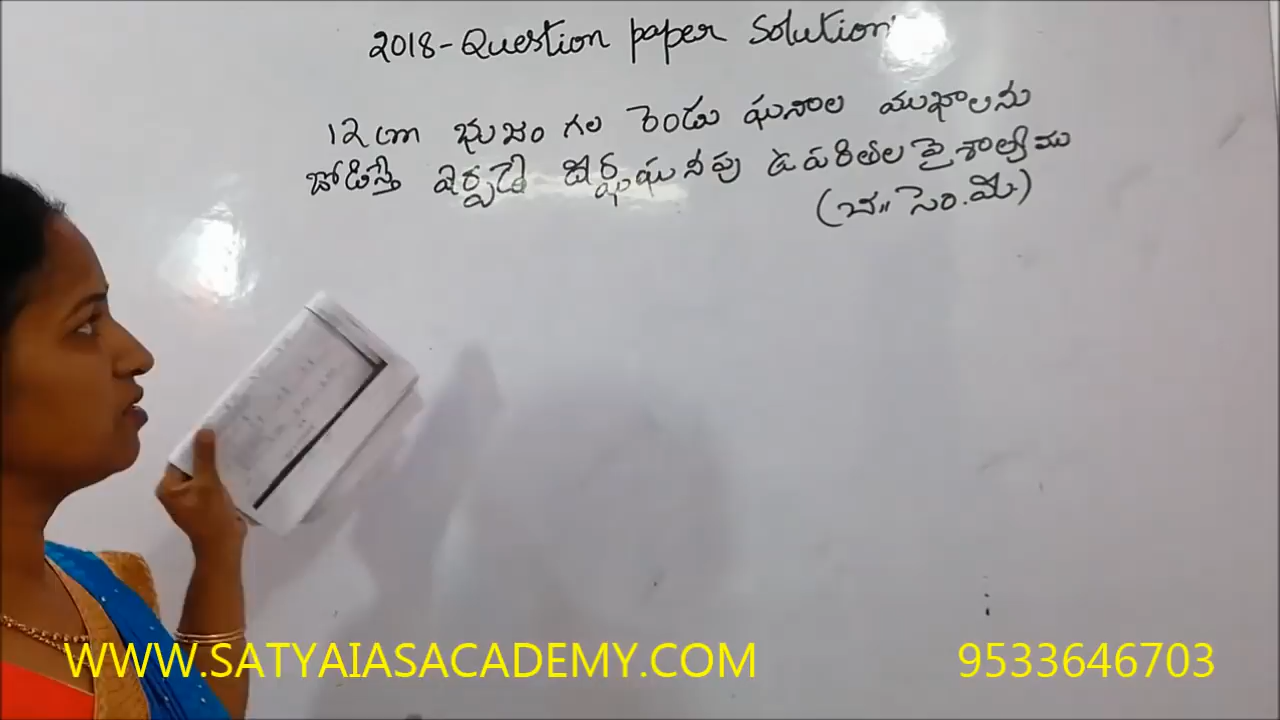 2018-Question paper Solution
12 cm భుజం గల రెండు ఘనాల ముఖాలను
జోడిస్తే ఏర్పడే దీర్ఘఘనపు ఉపరితల వైశాల్యము
(చ॥ సెం.మీ)
WWW.SATYAIASACADEMY.COM 9533646703